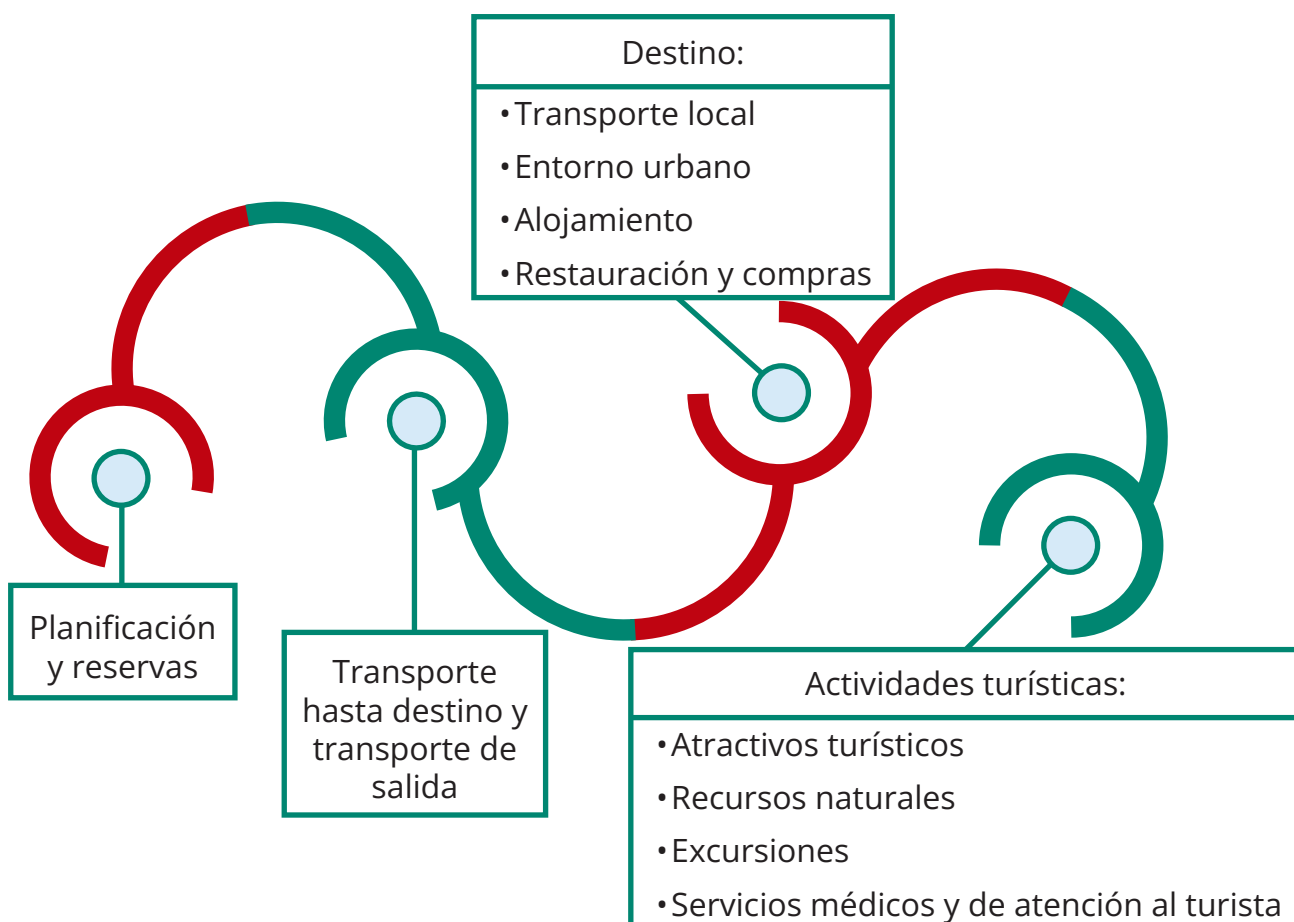 Planificación
y reservas
Transporte
hasta destino y
transporte de
salida
Destino:
•Transporte local
•Entorno urbano
•Alojamiento
•Restauración y compras
Actividades turísticas:
•Atractivos turísticos
•Recursos naturales
•Excursiones
•Servicios médicos y de atención al turista